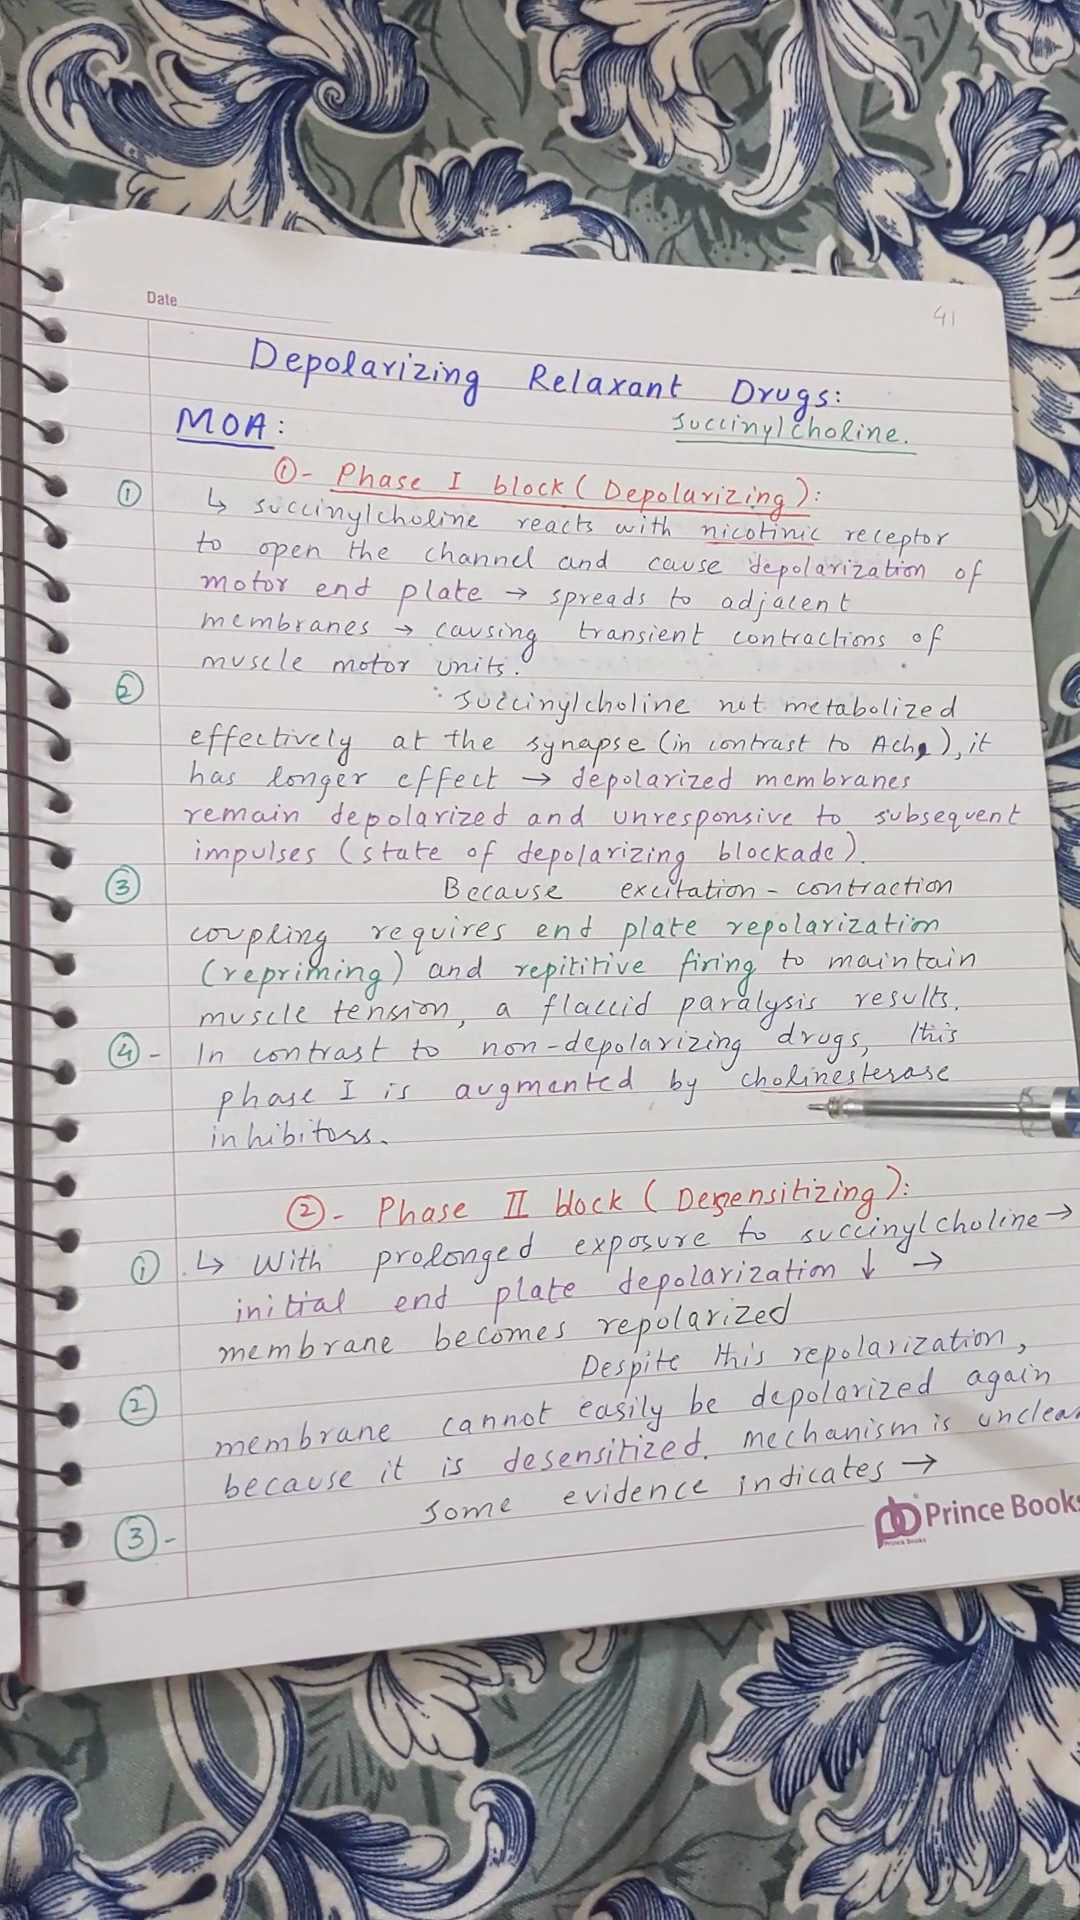 Date
41
Depolarizing Relaxant Drugs:
MOA:
Succinylcholine.
①- Phase I block (Depolarizing):
① ↳ succinylcholine reacts with nicotinic receptor
to open the channel and cause depolarization of
motor end plate → spreads to adjacent
membranes → causing transient contractions of
muscle motor units.
② Succinylcholine not metabolized
effectively at the synapse (in contrast to Ach), it
has longer effect → depolarized membranes
remain depolarized and unresponsive to subsequent
impulses (state of depolarizing blockade).
③ Because excitation - contraction
coupling requires end plate repolarization
(repriming) and repititive firing to maintain
muscle tension, a flaccid paralysis results.
④- In contrast to non-depolarizing drugs, this
phase I is augmented by cholinesterase
inhibitors.
②- Phase II block (Desensitizing):
① ↳ With prolonged exposure to succinylcholine →
initial end plate depolarization ↓ →
membrane becomes repolarized
② Despite this repolarization,
membrane cannot easily be depolarized again
because it is desensitized. mechanism is unclear
③- some evidence indicates →
Prince Books
Prince Books